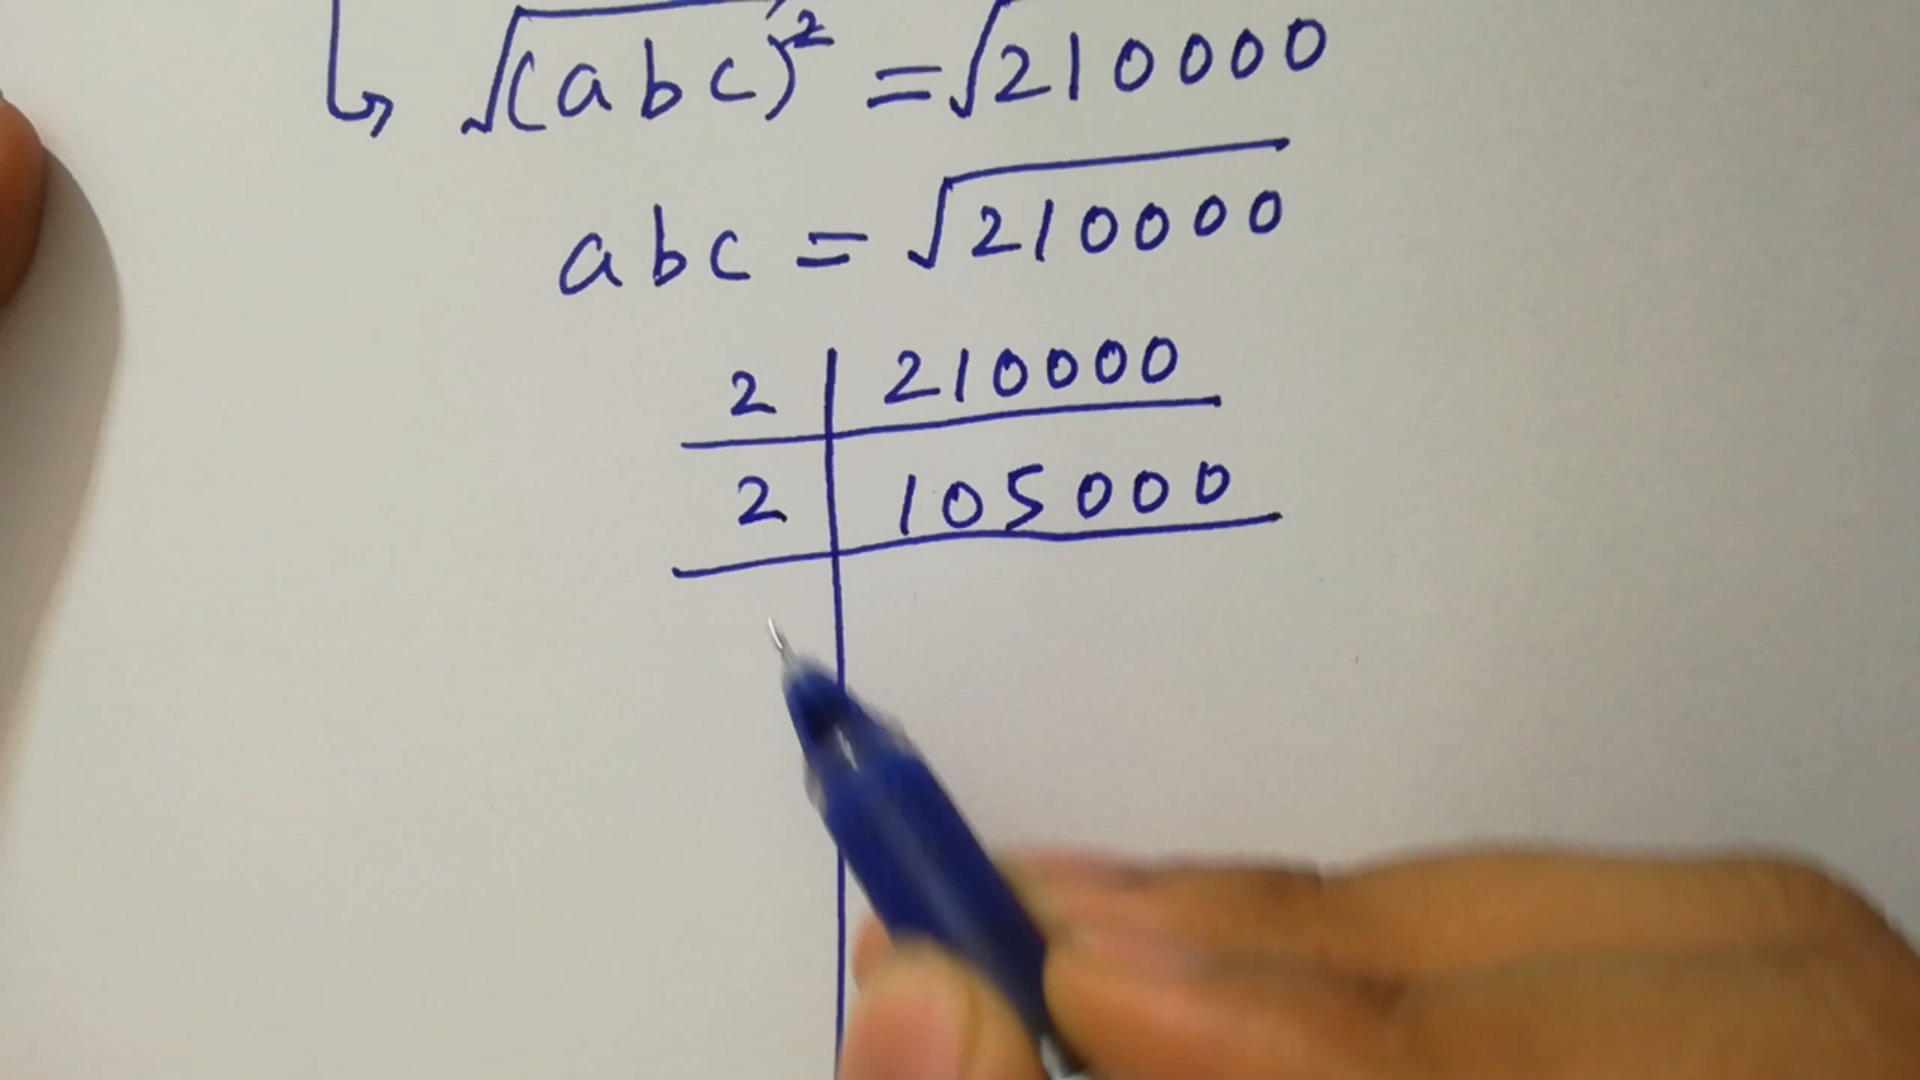 ↳ √(abc)² = √210000
abc = √210000
2 | 210000
2 | 105000